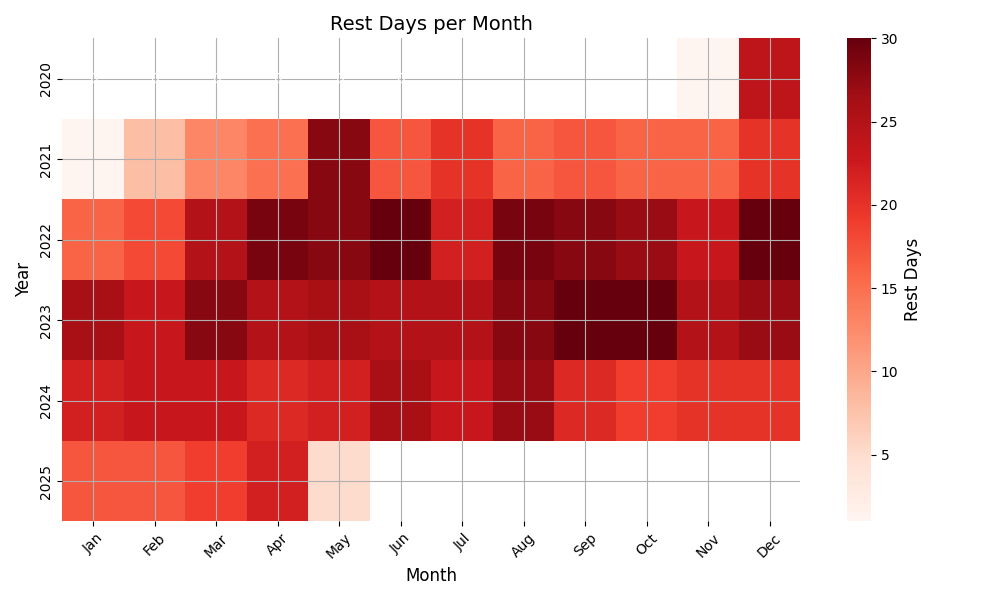 Rest Days per Month
Year
2020
2021
2022
2023
2024
2025
Jan
Feb
Mar
Apr
May
Jun
Jul
Aug
Sep
Oct
Nov
Dec
Month
30
25
20
15
10
5
Rest Days